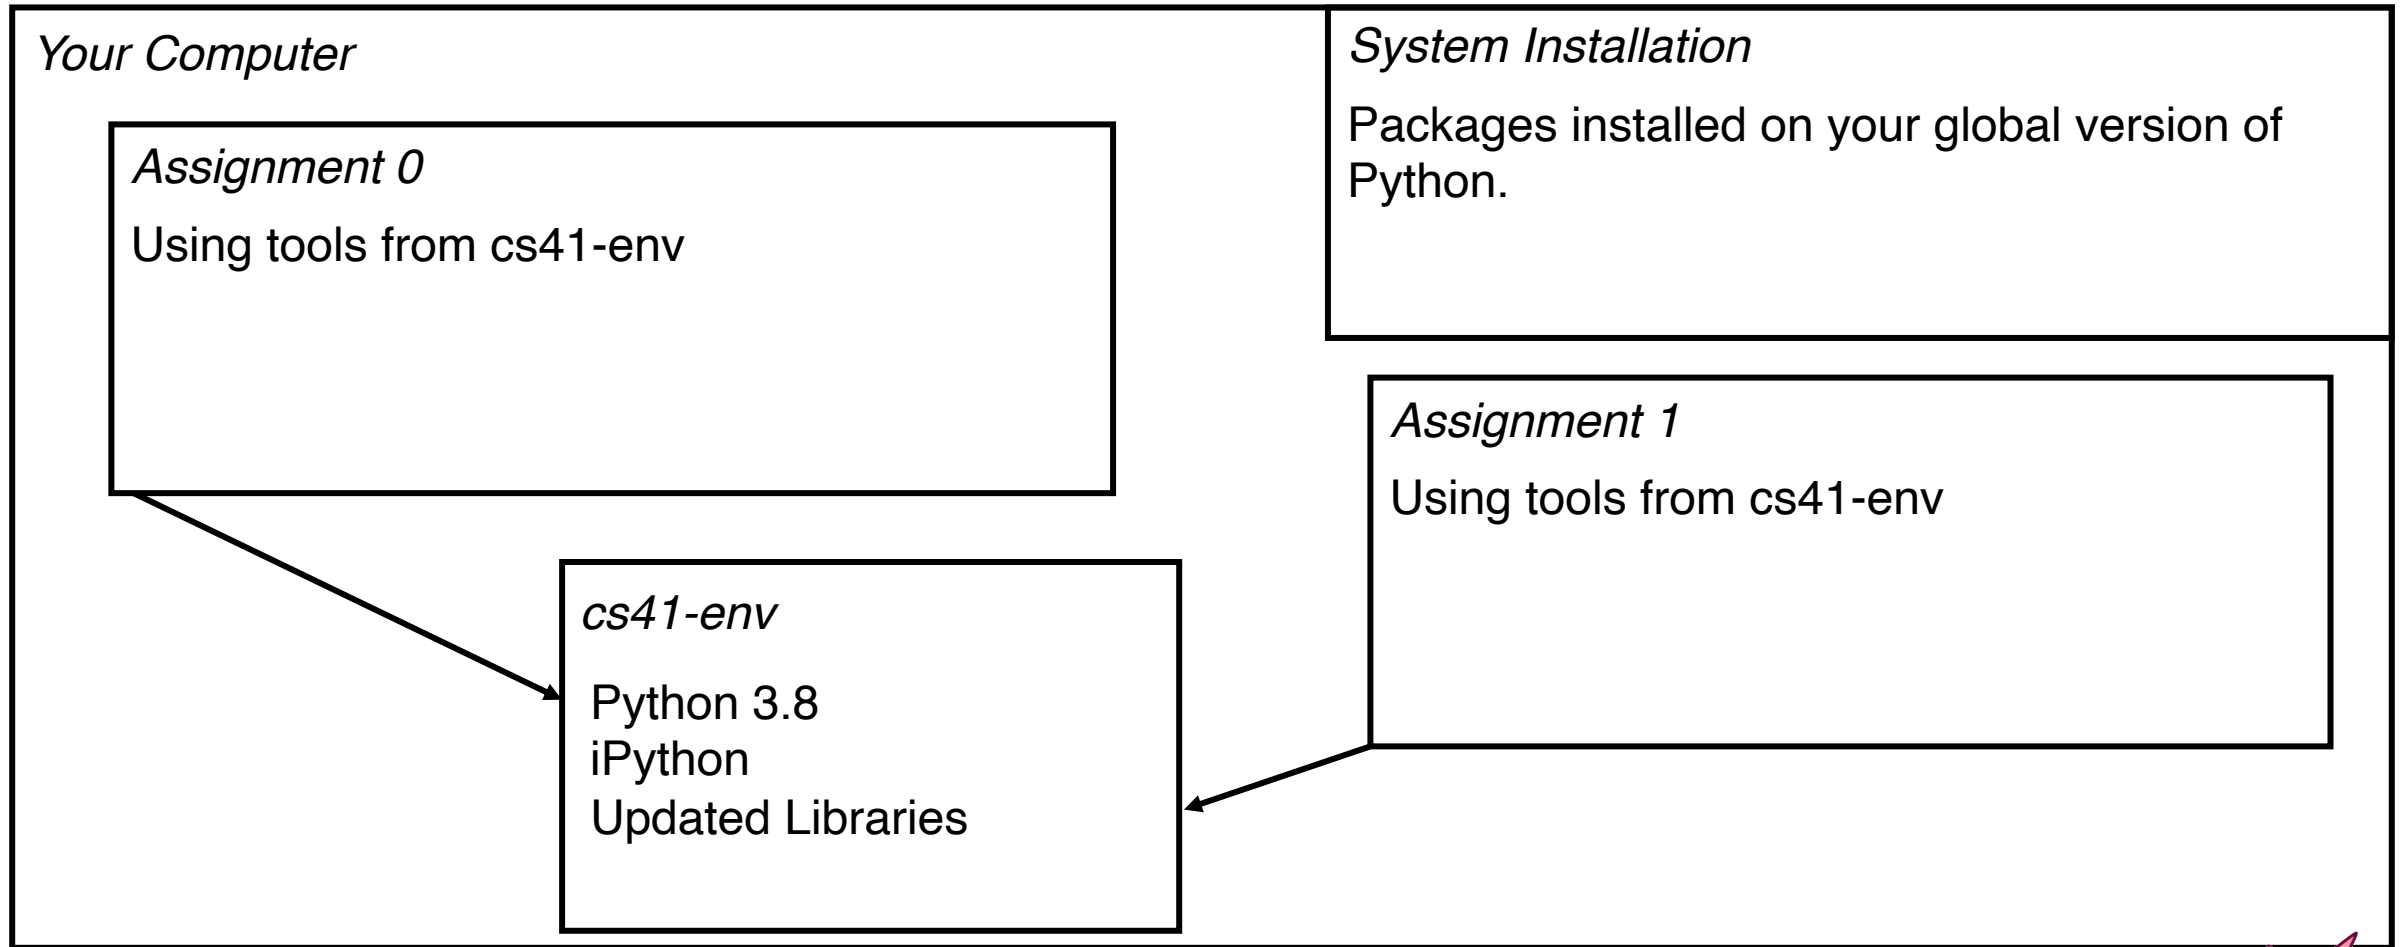 Your Computer
System Installation
Packages installed on your global version of
Python.
Assignment 0
Using tools from cs41-env
Assignment 1
Using tools from cs41-env
cs41-env
Python 3.8
iPython
Updated Libraries